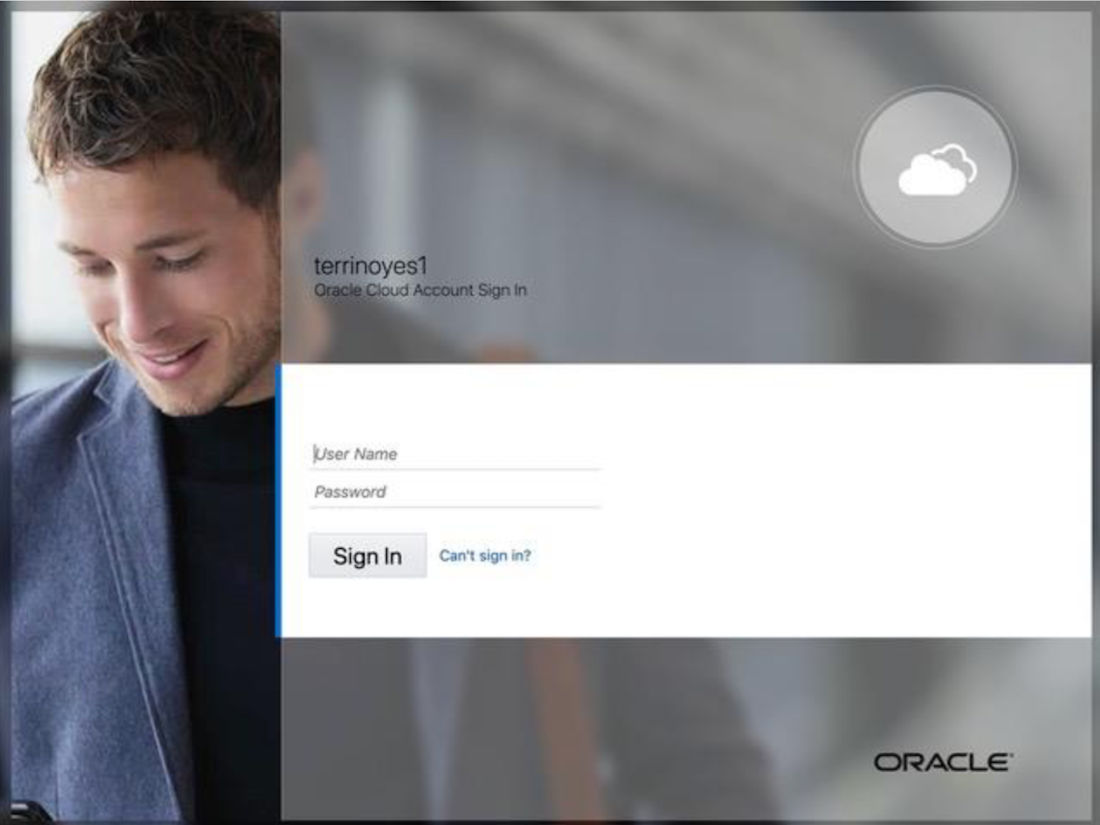 terrinoyes1
Oracle Cloud Account Sign In
User Name
Password
Sign In
Can't sign in?
ORACLE